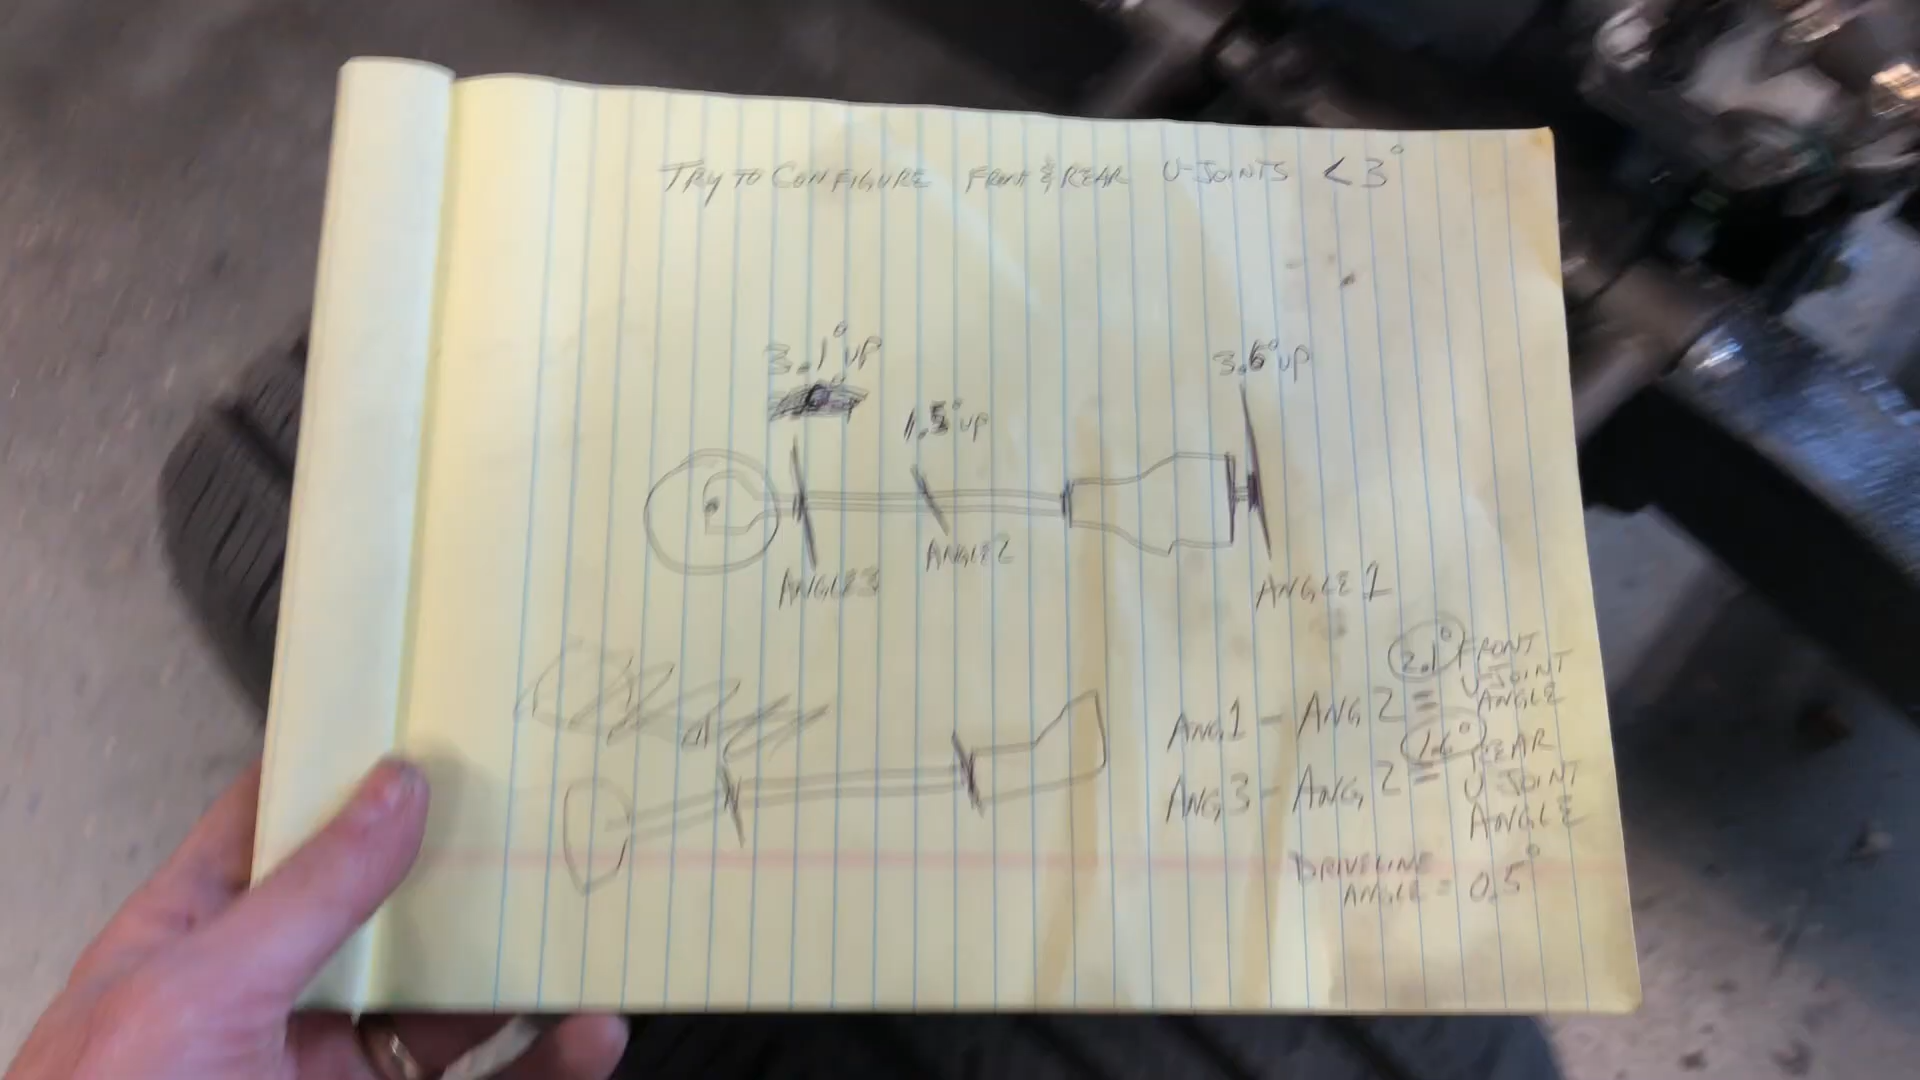 TRY TO CONFIGURE FRONT & REAR U-JOINTS < 3°
3.1° UP
3.6° UP
1.5° UP
ANGLE 3
ANGLE 2
ANGLE 1
2.1° FRONT
U-JOINT
ANGLE
ANG 1 - ANG 2 =
1.6° REAR
U-JOINT
ANGLE
ANG 3 - ANG 2 =
DRIVELINE
ANGLE = 0.5°